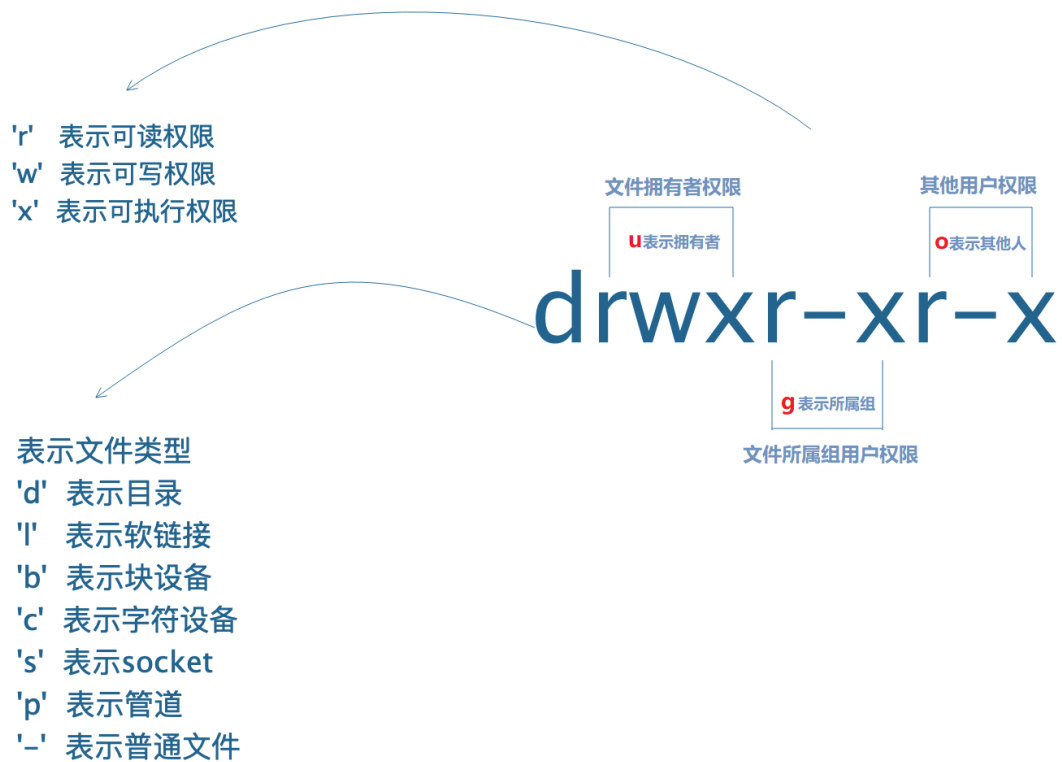 'r' 表示可读权限
'w' 表示可写权限
'x' 表示可执行权限
文件拥有者权限
其他用户权限
u表示拥有者
o表示其他人
drwxr-xr-x
g表示所属组
文件所属组用户权限
表示文件类型
'd' 表示目录
'l' 表示软链接
'b' 表示块设备
'c' 表示字符设备
's' 表示socket
'p' 表示管道
'-' 表示普通文件